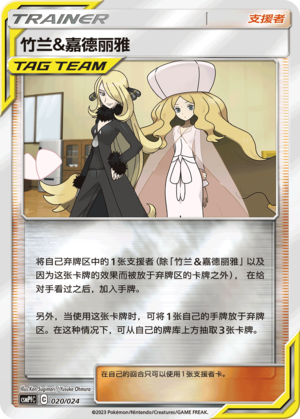 TRAINER
支援者
竹兰&嘉德丽雅
TAG TEAM
将自己弃牌区中的1张支援者(除「竹兰&嘉德丽雅」以及
因为这张卡牌的效果而被放于弃牌区的卡牌之外),在给
对手看过之后,加入手牌。
另外,当使用这张卡牌时,可将1张自己的手牌放于弃牌
区。在这种情况下,可从自己的牌库上方抽取3张卡牌。
Illus. Ken Sugimori / Yusuke Ohmura
在自己的回合只可以使用1张支援者卡。
csmPfC C 020/024
©2023 Pokémon/Nintendo/Creatures/GAME FREAK.